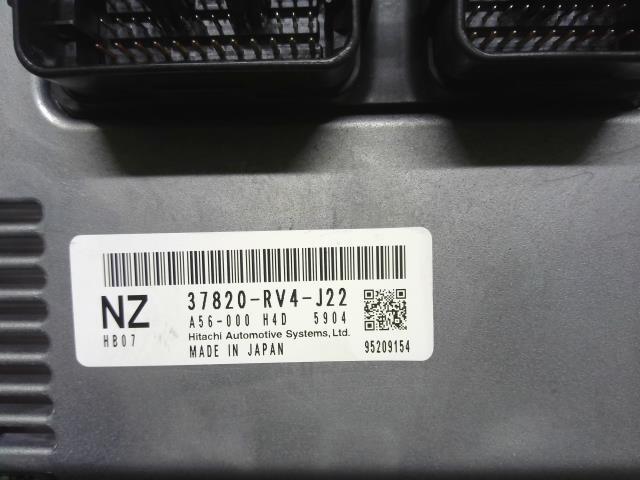 NZ 37820-RV4-J22
A56-000 H4D 5904
HB07 Hitachi Automotive Systems, Ltd.
MADE IN JAPAN 95209154